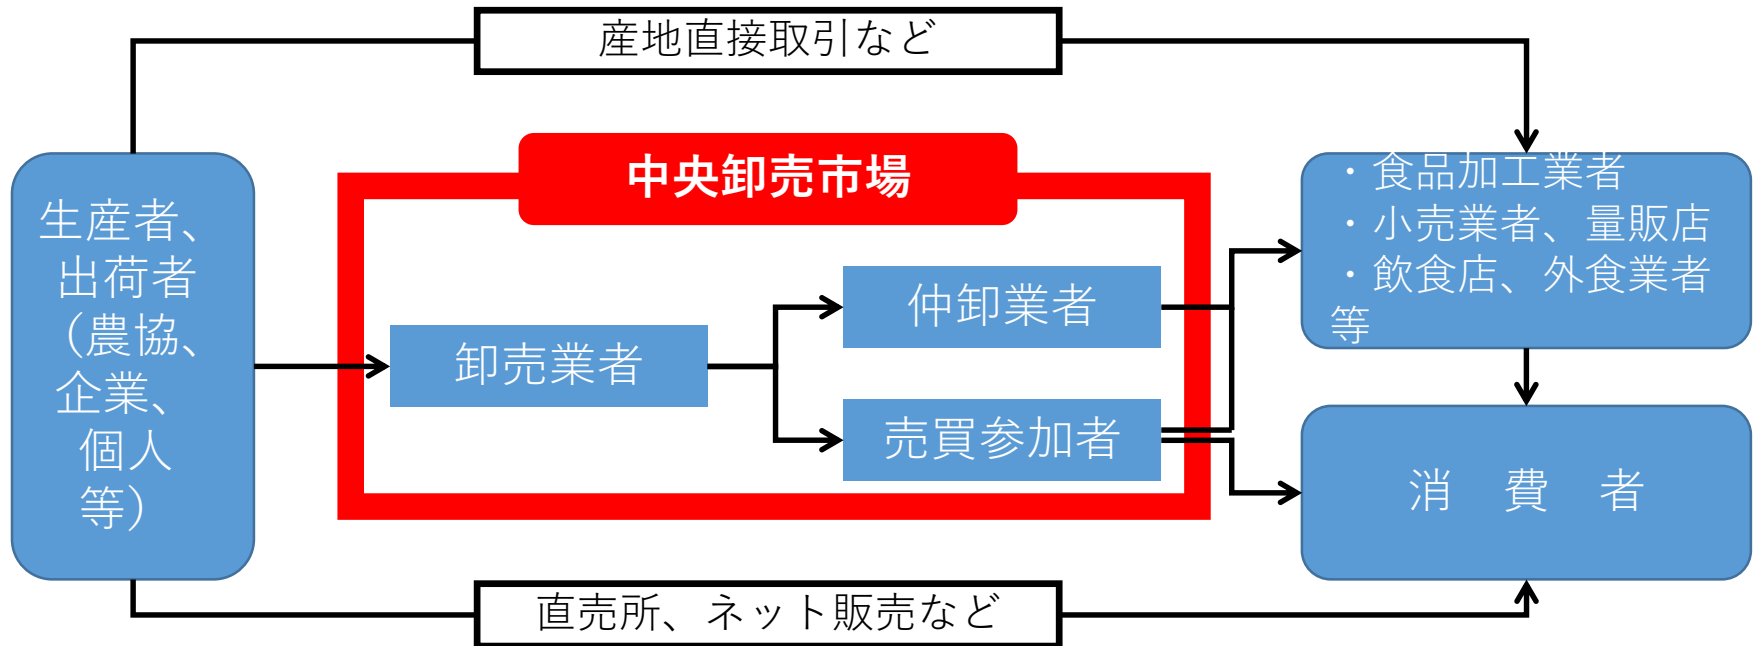 産地直接取引など
中央卸売市場
生産者、
出荷者
（農協、
企業、
個人
等）
卸売業者
仲卸業者
売買参加者
・食品加工業者
・小売業者、量販店
・飲食店、外食業者
等
消　費　者
直売所、ネット販売など